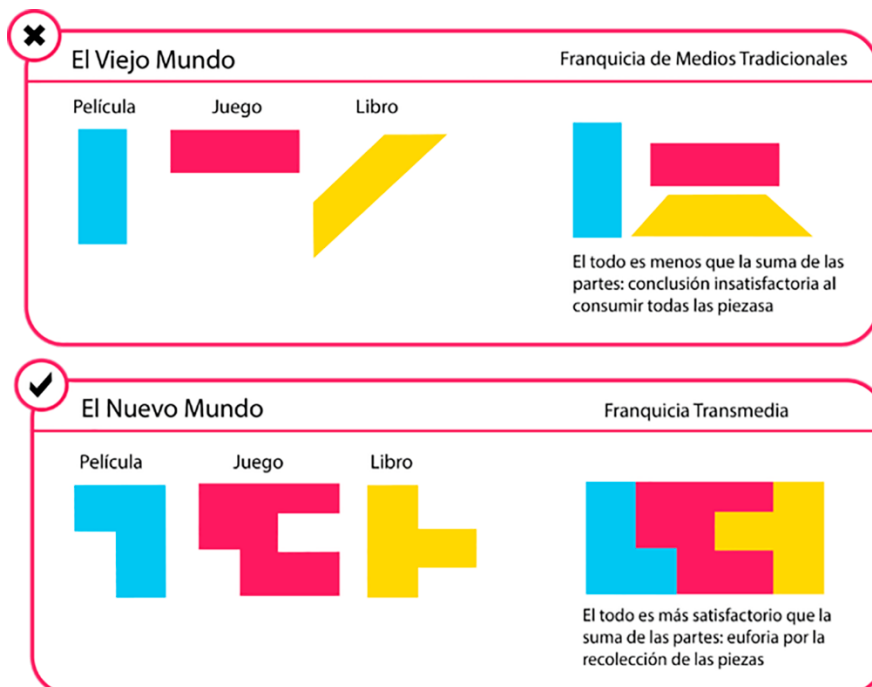 El Viejo Mundo
Franquicia de Medios Tradicionales
Película
Juego
Libro
El todo es menos que la suma de las
partes: conclusión insatisfactoria al
consumir todas las piezasa
El Nuevo Mundo
Franquicia Transmedia
Película
Juego
Libro
El todo es más satisfactorio que la
suma de las partes: euforia por la
recolección de las piezas